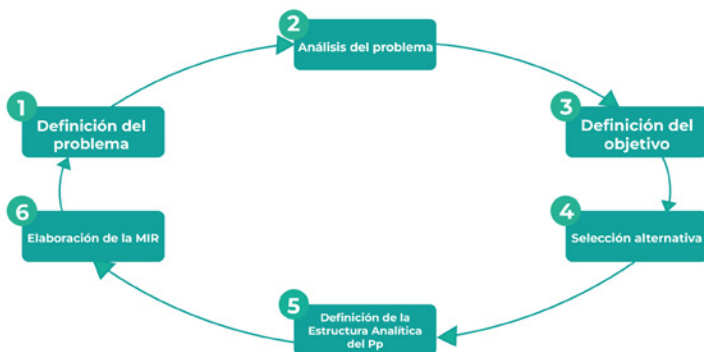 1
Definición del
problema
2
Análisis del problema
3
Definición del
objetivo
4
Selección alternativa
5
Definición de la
Estructura Analítica
del Pp
6
Elaboración de la MIR